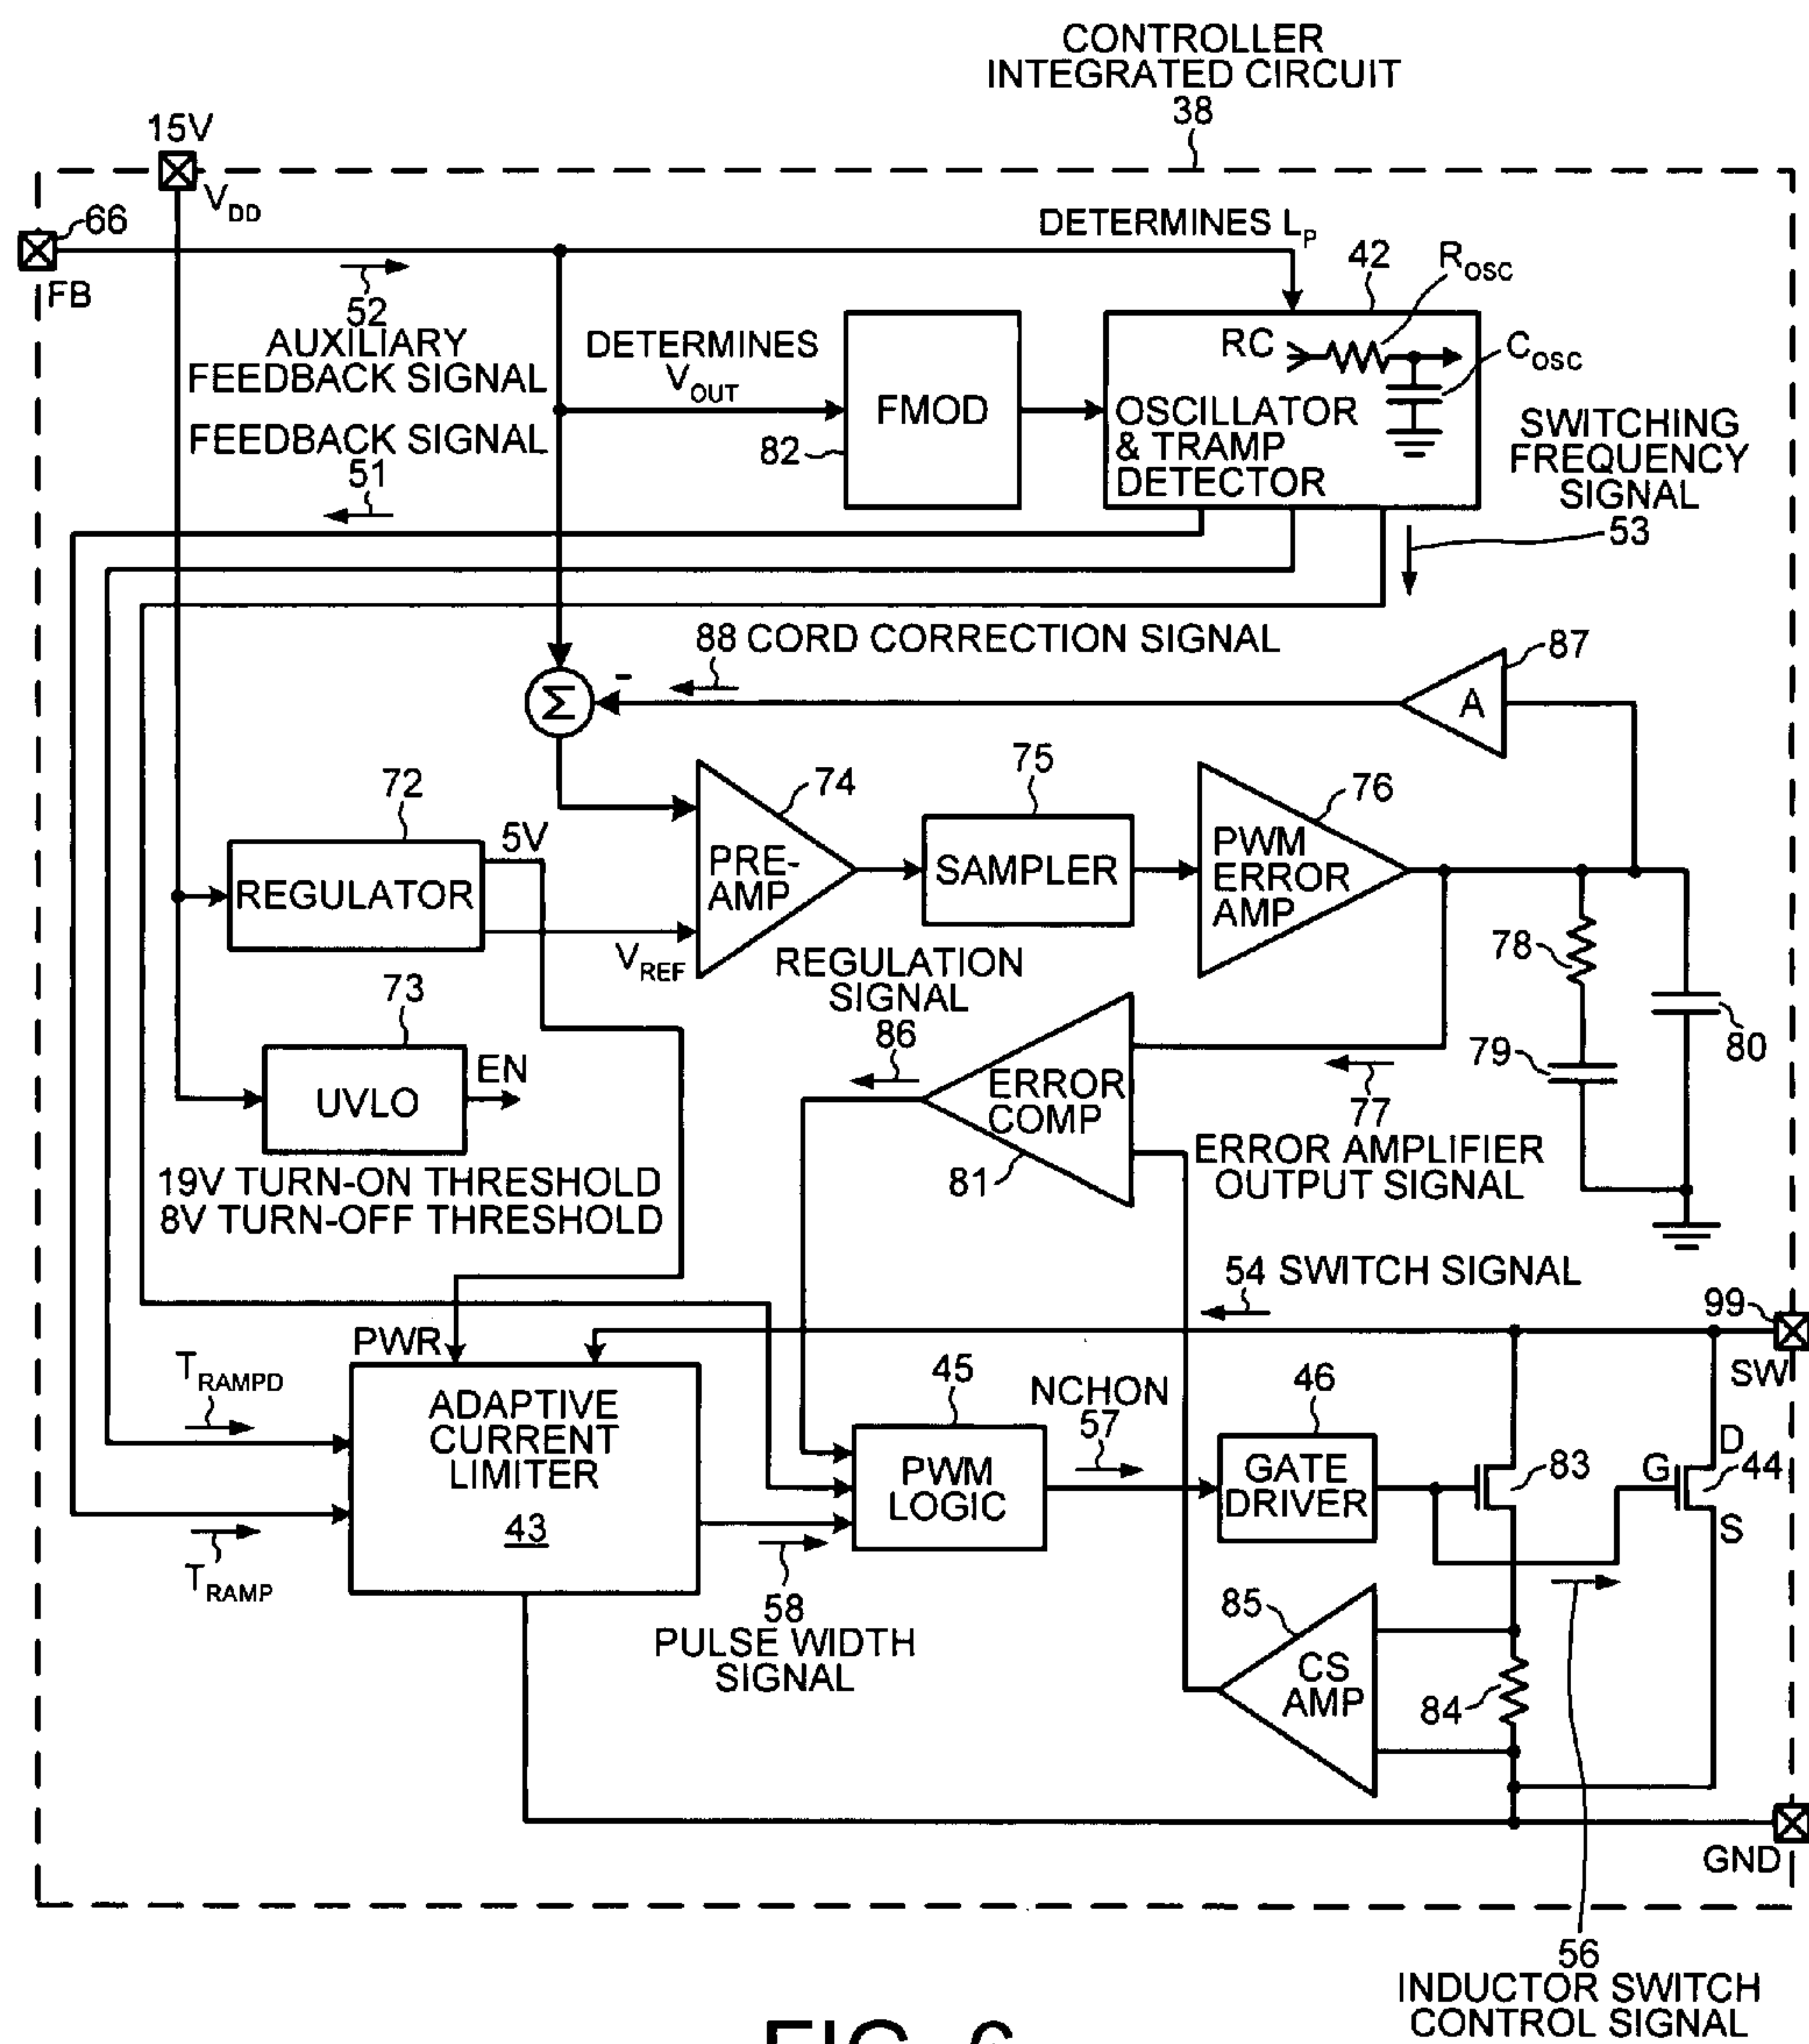 CONTROLLER
INTEGRATED CIRCUIT
38
15V
VDD
66
FB
52
AUXILIARY
FEEDBACK SIGNAL
FEEDBACK SIGNAL
51
DETERMINES LP
DETERMINES
VOUT
FMOD
82
42
ROSC
RC
COSC
OSCILLATOR
& TRAMP
DETECTOR
SWITCHING
FREQUENCY
SIGNAL
53
88 CORD CORRECTION SIGNAL
-
Σ
87
A
72
5V
REGULATOR
VREF
74
PRE-
AMP
75
SAMPLER
76
PWM
ERROR
AMP
78
79
80
73
UVLO
EN
19V TURN-ON THRESHOLD
8V TURN-OFF THRESHOLD
REGULATION
SIGNAL
86
ERROR
COMP
81
77
ERROR AMPLIFIER
OUTPUT SIGNAL
54 SWITCH SIGNAL
99
SW
PWR
TRAMPD
TRAMP
ADAPTIVE
CURRENT
LIMITER
43
58
PULSE WIDTH
SIGNAL
45
PWM
LOGIC
NCHON
57
46
GATE
DRIVER
83
D
G
44
S
85
CS
AMP
84
GND
56
INDUCTOR SWITCH
CONTROL SIGNAL
FIG. 6